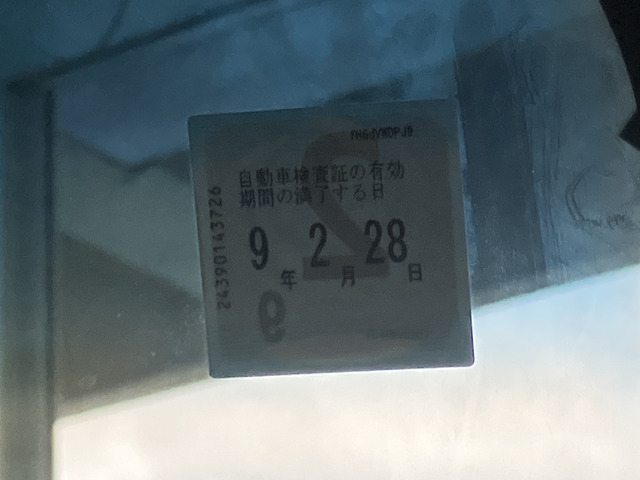 自動車検査証の有効
期間の満了する日
9年 2月 28日
24390143726